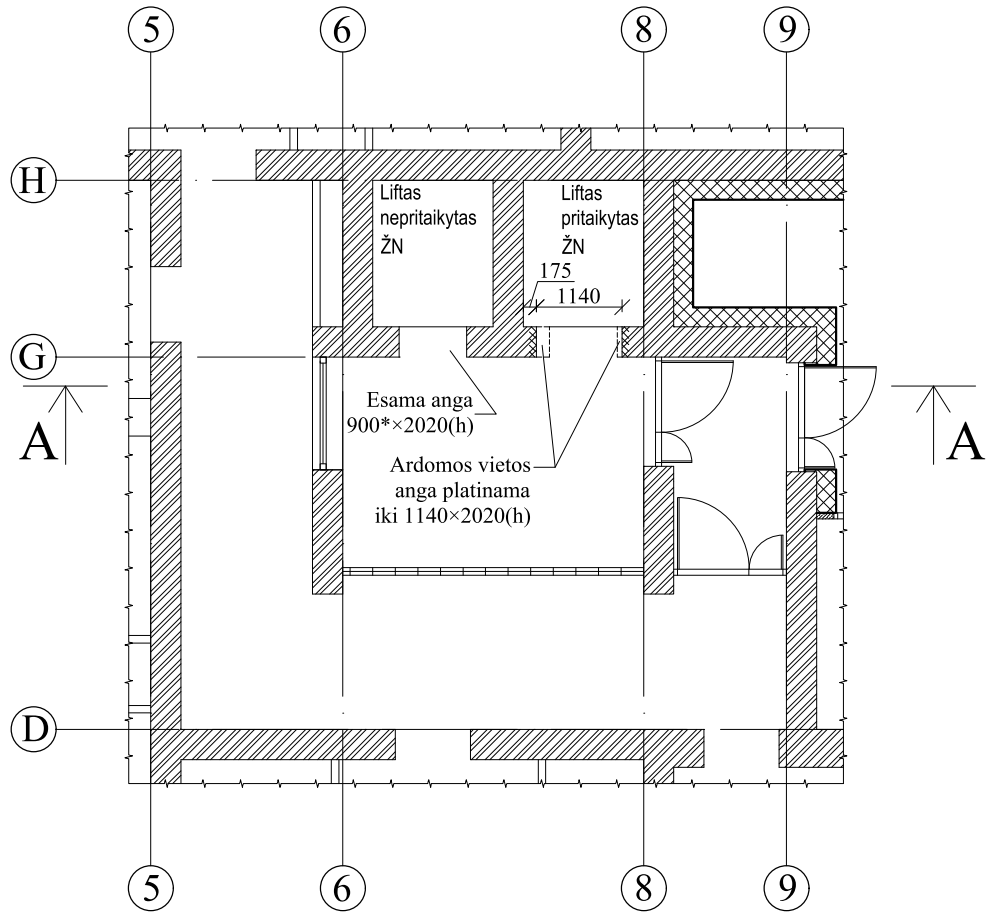 5
6
8
9
H
Liftas
nepritaikytas
ŽN
Liftas
pritaikytas
ŽN
175
1140
G
A
A
Esama anga
900*×2020(h)
Ardomos vietos
anga platinama
iki 1140×2020(h)
D
5
6
8
9